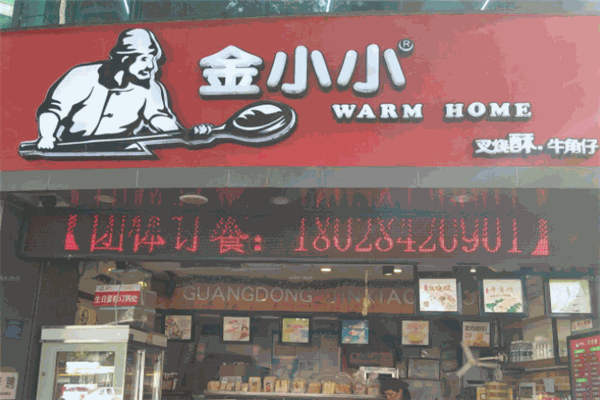 金小小®
WARM HOME
叉烧酥.牛角仔
【团体订餐:18028420901】
GUANGDONG JINXIAO
生日蛋糕订购处